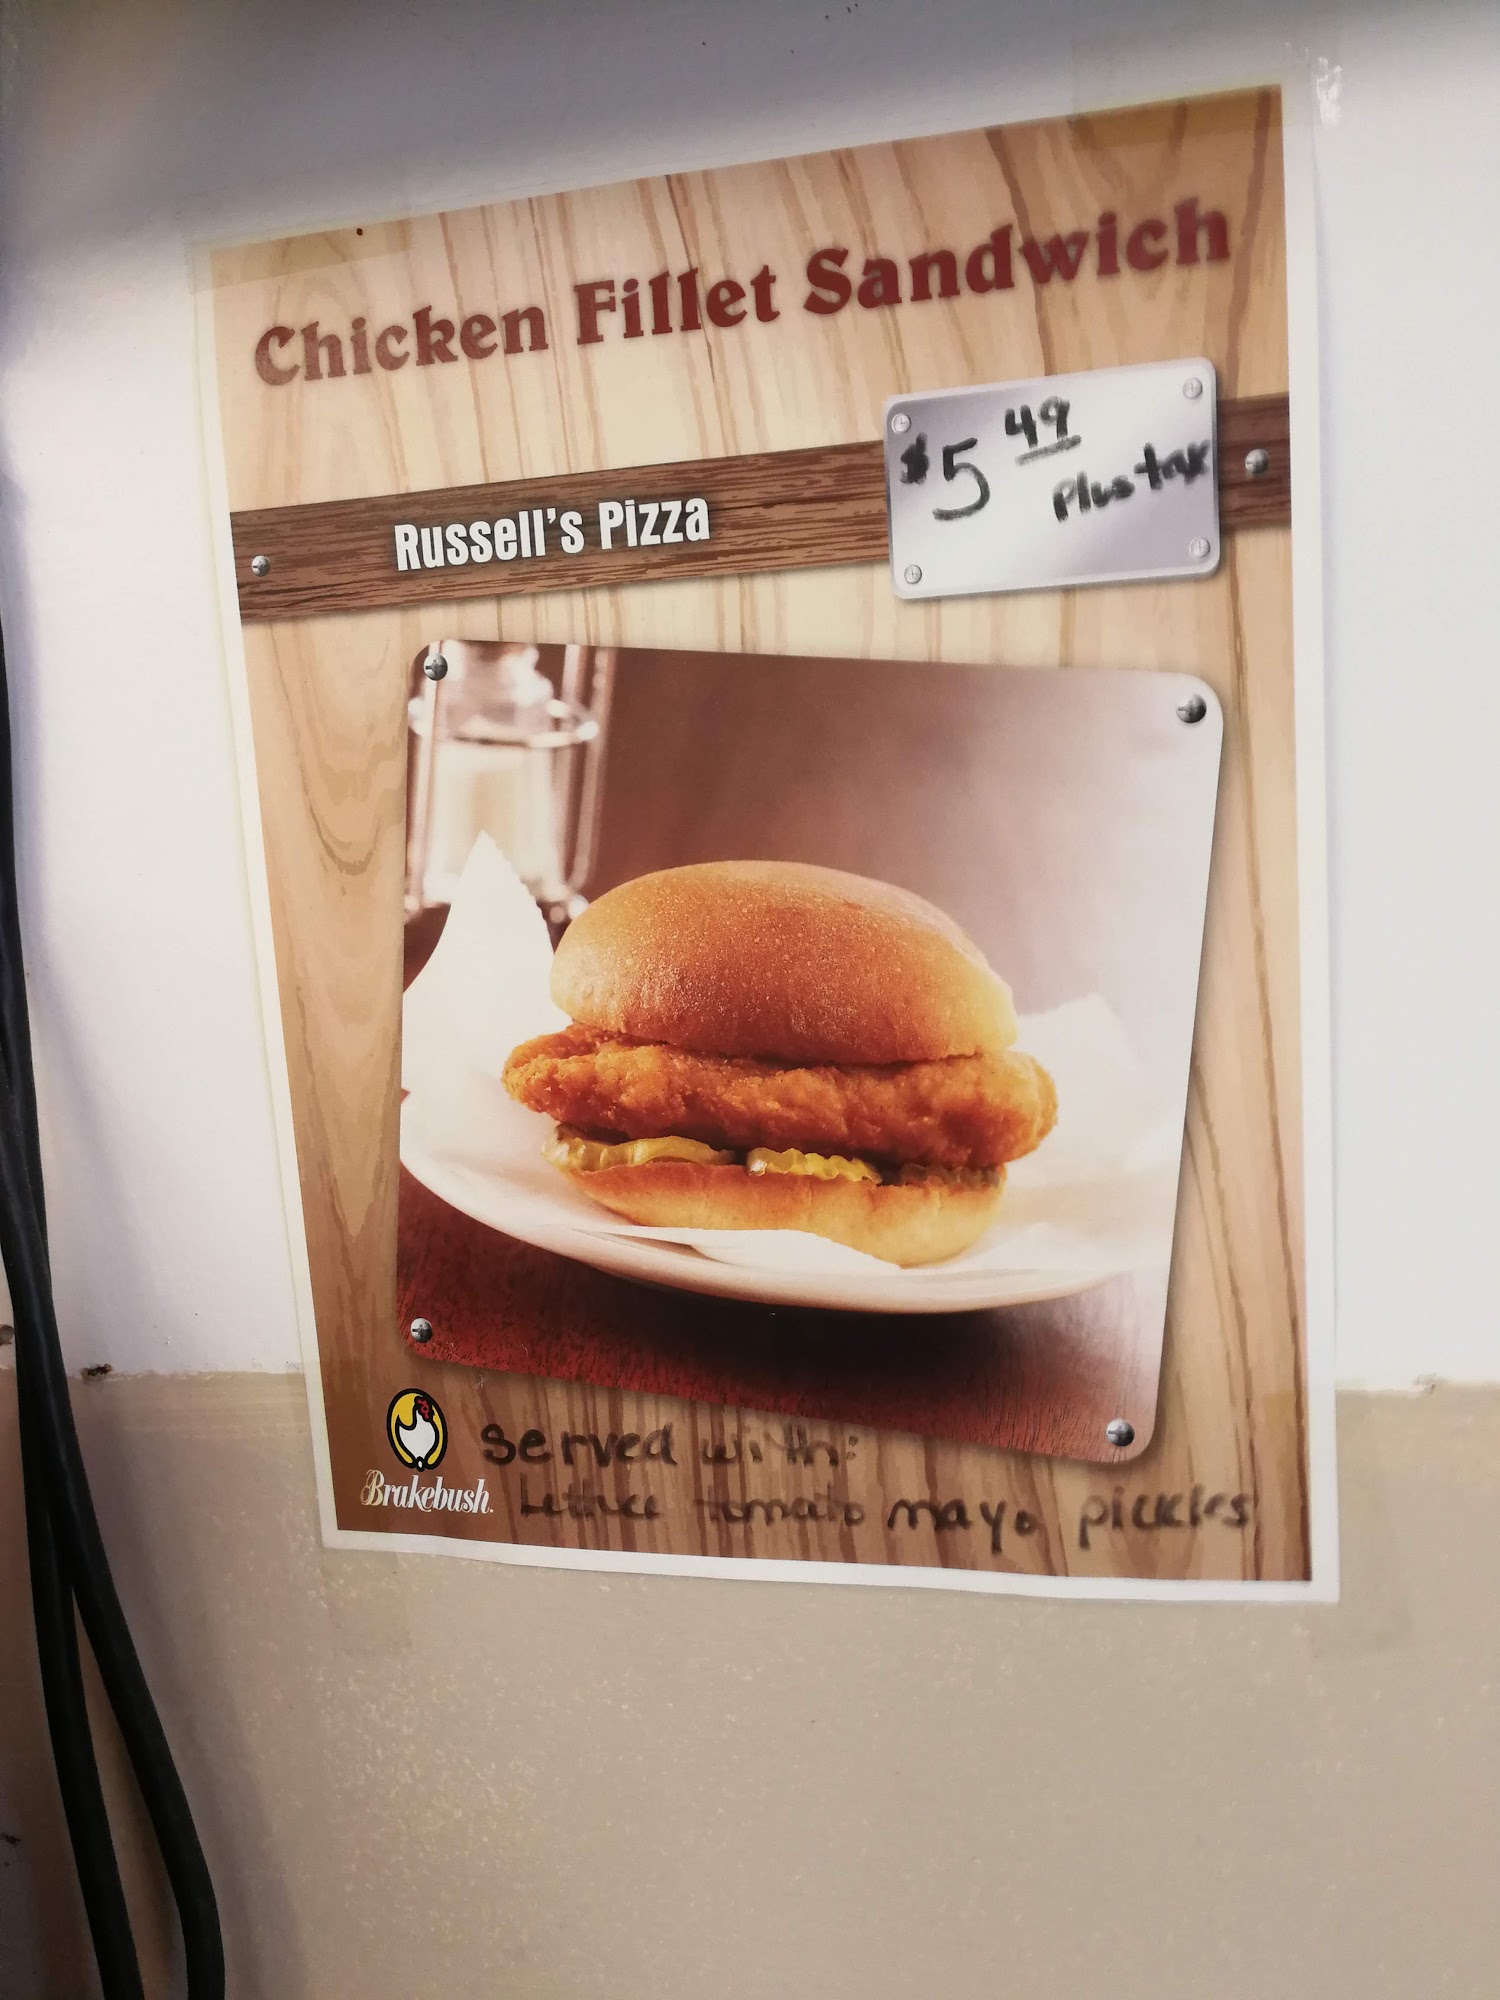 Chicken Fillet Sandwich
$5 49
plus tax
Russell's Pizza
served with:
Brakebush.
Lettuce tomato mayo pickles